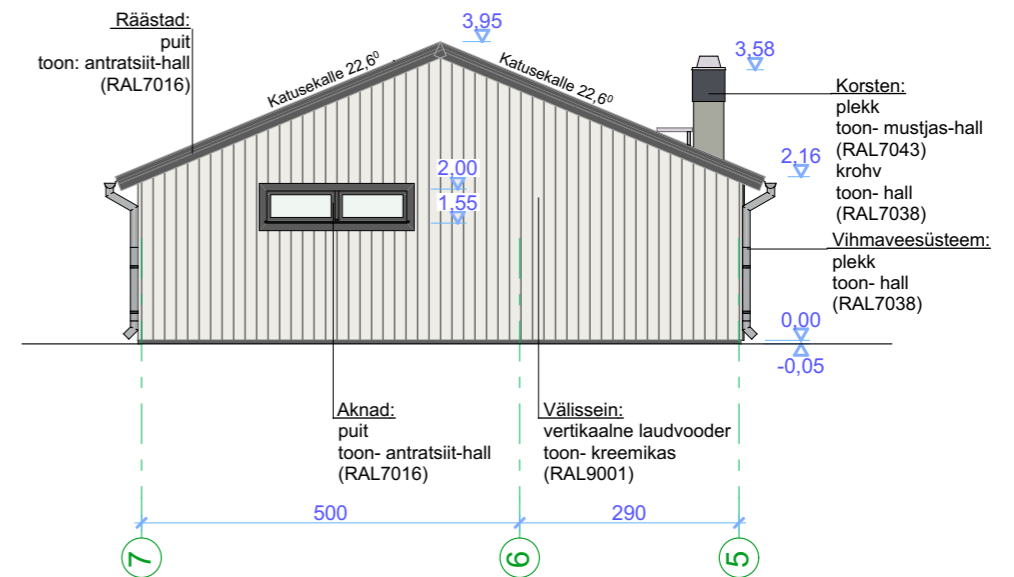 Räästad:
puit
toon: antratsiit-hall
(RAL7016)
Katusekalle 22,6⁰
3,95
Katusekalle 22,6⁰
3,58
Korsten:
plekk
toon- mustjas-hall
(RAL7043)
krohv
toon- hall
(RAL7038)
2,16
2,00
1,55
Vihmaveesüsteem:
plekk
toon- hall
(RAL7038)
0,00
-0,05
Aknad:
puit
toon- antratsiit-hall
(RAL7016)
Välissein:
vertikaalne laudvooder
toon- kreemikas
(RAL9001)
500
290
7
6
5